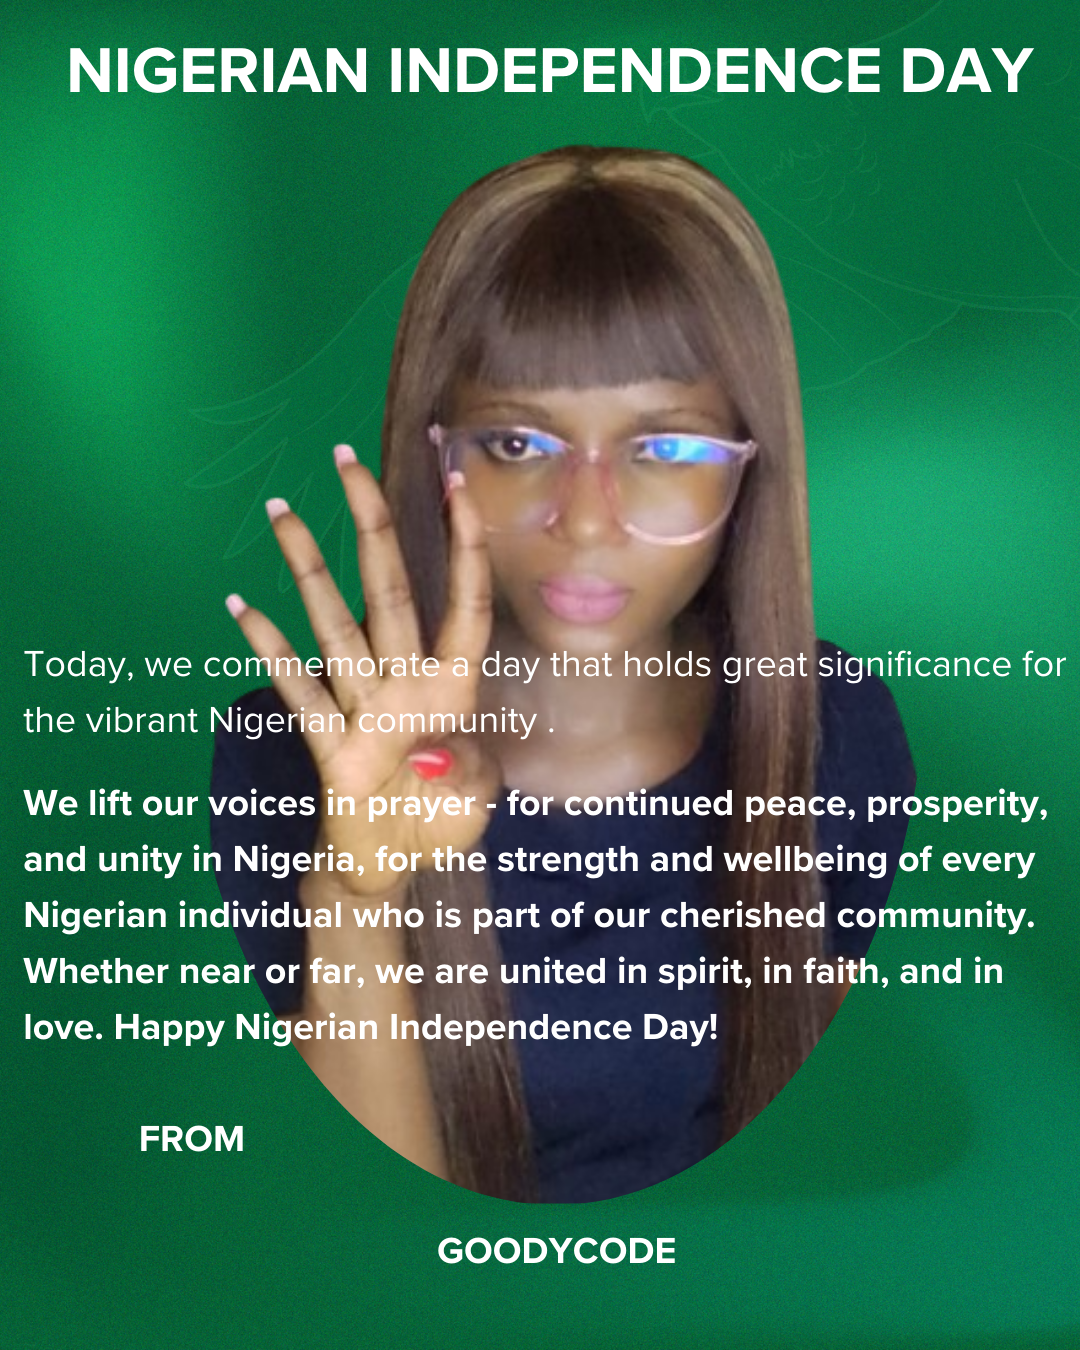 NIGERIAN INDEPENDENCE DAY
Today, we commemorate a day that holds great significance for
the vibrant Nigerian community .
We lift our voices in prayer - for continued peace, prosperity,
and unity in Nigeria, for the strength and wellbeing of every
Nigerian individual who is part of our cherished community.
Whether near or far, we are united in spirit, in faith, and in
love. Happy Nigerian Independence Day!
FROM
GOODYCODE